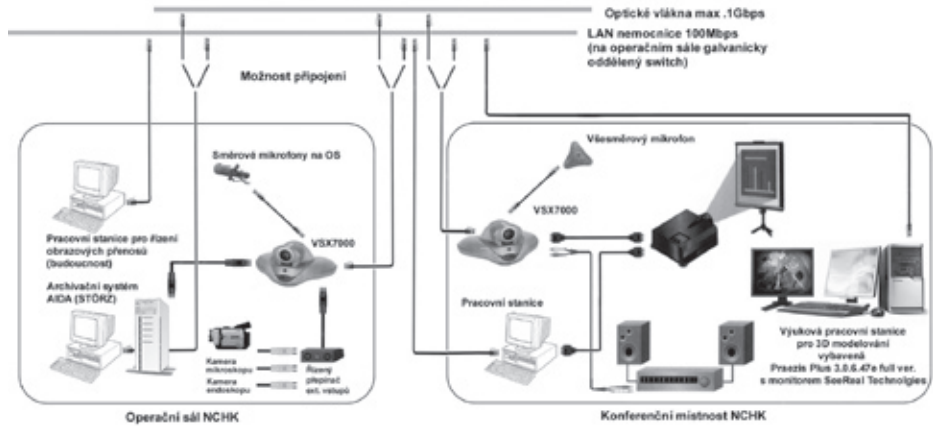 Optické vlákna max .1Gbps
LAN nemocnice 100Mbps
(na operačním sále galvanicky
oddělený switch)
Možnost připojení
Směrové mikrofony na OS
VSX7000
Pracovní stanice pro řízení
obrazových přenosů
(budoucnost)
Archivační systém
AIDA (STÖRZ)
Kamera
mikroskopu
Kamera
endoskopu
Řízený
přepínač
ext. vstupů
Operační sál NCHK
Všesměrový mikrofon
VSX7000
Pracovní stanice
Výuková pracovní stanice
pro 3D modelování
vybavená
Praezis Plus 3.0.6.47e full ver.
s monitorem SeeReal Technolgies
Konferenční místnost NCHK